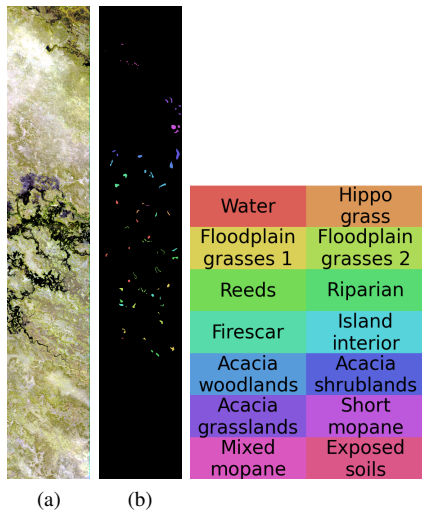 Water
Hippo
grass
Floodplain
grasses 1
Floodplain
grasses 2
Reeds
Riparian
Firescar
Island
interior
Acacia
woodlands
Acacia
shrublands
Acacia
grasslands
Short
mopane
Mixed
mopane
Exposed
soils
(a)
(b)